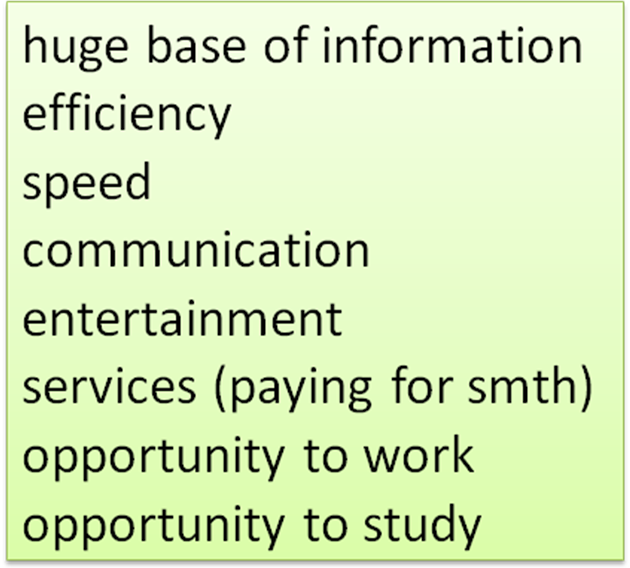 huge base of information
efficiency
speed
communication
entertainment
services (paying for smth)
opportunity to work
opportunity to study